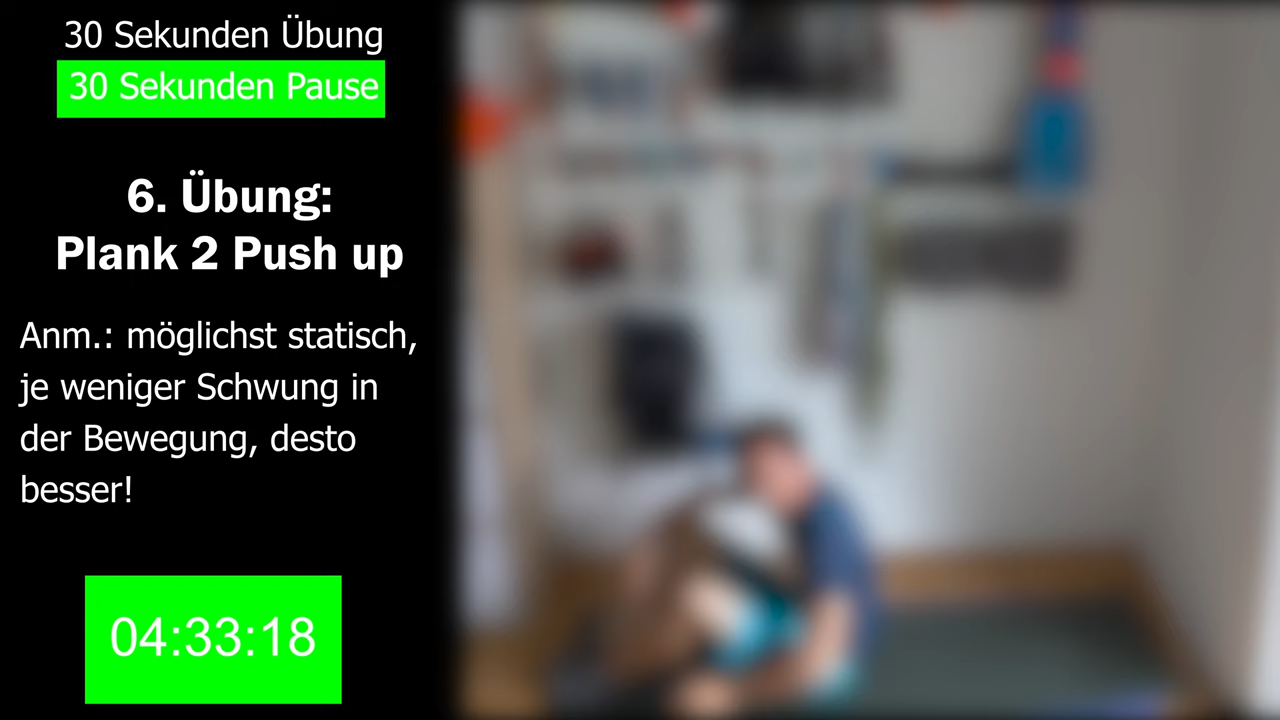 30 Sekunden Übung
30 Sekunden Pause
6. Übung:
Plank 2 Push up
Anm.: möglichst statisch,
je weniger Schwung in
der Bewegung, desto
besser!
04:33:18